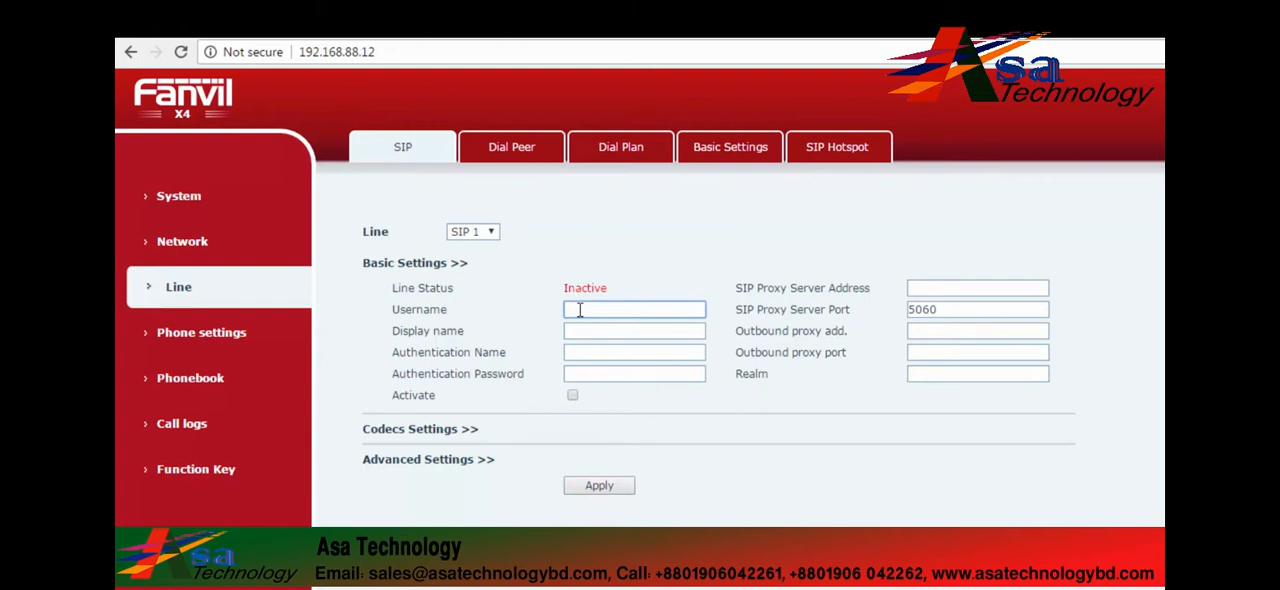 Not secure | 192.168.88.12
Asa
Technology
Fanvil
X4
SIP
Dial Peer
Dial Plan
Basic Settings
SIP Hotspot
System
Network
Line
Phone settings
Phonebook
Call logs
Function Key
Line SIP 1
Basic Settings >>
Line Status Inactive SIP Proxy Server Address
Username SIP Proxy Server Port 5060
Display name Outbound proxy add.
Authentication Name Outbound proxy port
Authentication Password Realm
Activate
Codecs Settings >>
Advanced Settings >>
Apply
Asa
Technology
Asa Technology
Email: sales@asatechnologybd.com, Call: +8801906042261, +8801906 042262, www.asatechnologybd.com